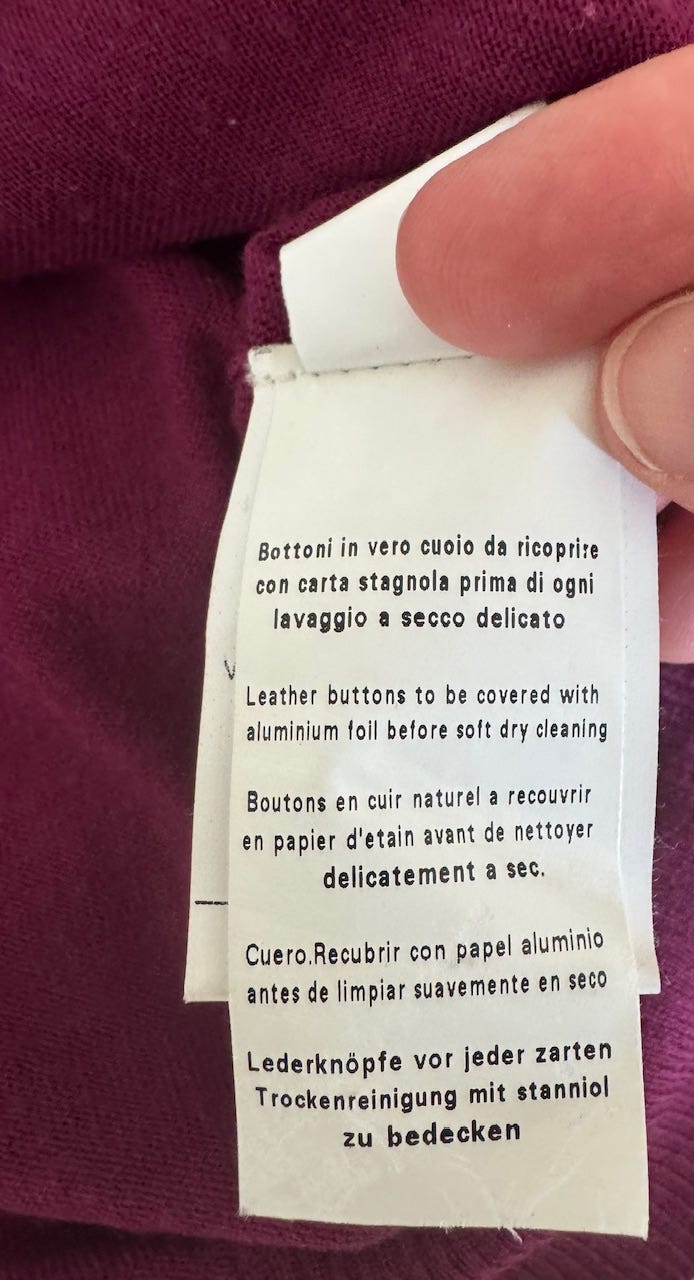 Bottoni in vero cuoio da ricoprire
con carta stagnola prima di ogni
lavaggio a secco delicato
Leather buttons to be covered with
aluminium foil before soft dry cleaning
Boutons en cuir naturel a recouvrir
en papier d'etain avant de nettoyer
delicatement a sec.
Cuero.Recubrir con papel aluminio
antes de limpiar suavemente en seco
Lederknöpfe vor jeder zarten
Trockenreinigung mit stanniol
zu bedecken